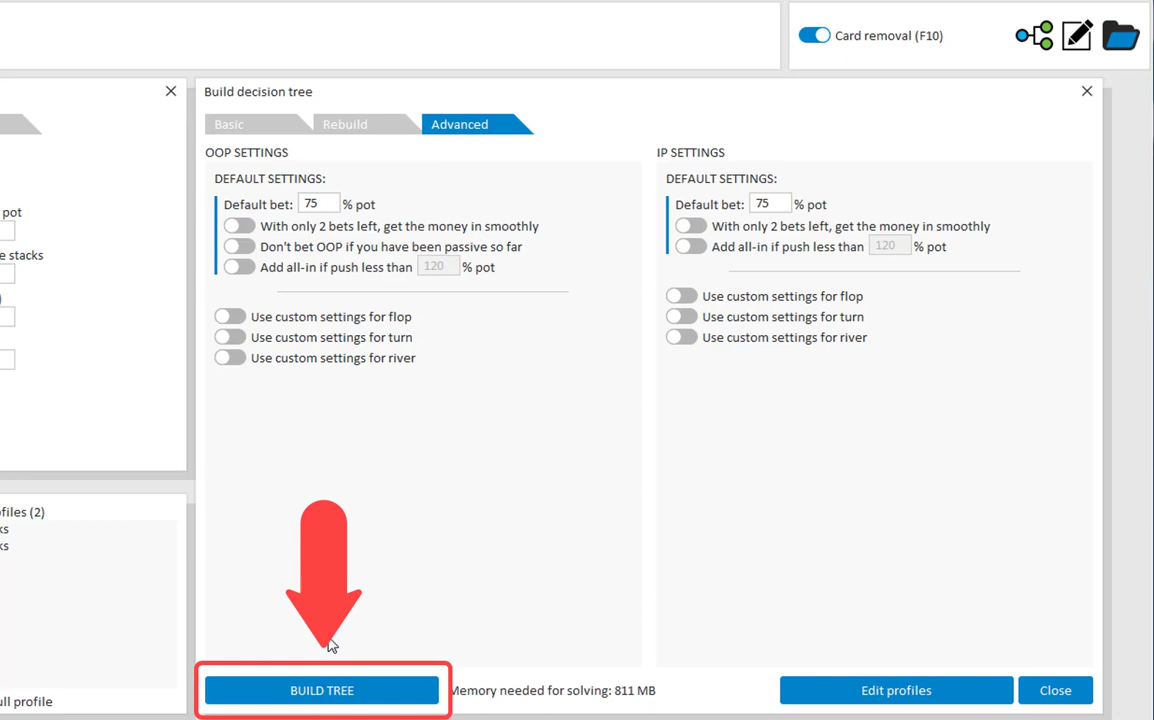 Card removal (F10)
pot
e stacks
)
files (2)
ks
ks
ull profile
Build decision tree
Basic
Rebuild
Advanced
OOP SETTINGS
DEFAULT SETTINGS:
Default bet: 75 % pot
With only 2 bets left, get the money in smoothly
Don't bet OOP if you have been passive so far
Add all-in if push less than 120 % pot
Use custom settings for flop
Use custom settings for turn
Use custom settings for river
IP SETTINGS
DEFAULT SETTINGS:
Default bet: 75 % pot
With only 2 bets left, get the money in smoothly
Add all-in if push less than 120 % pot
Use custom settings for flop
Use custom settings for turn
Use custom settings for river
BUILD TREE
Memory needed for solving: 811 MB
Edit profiles
Close